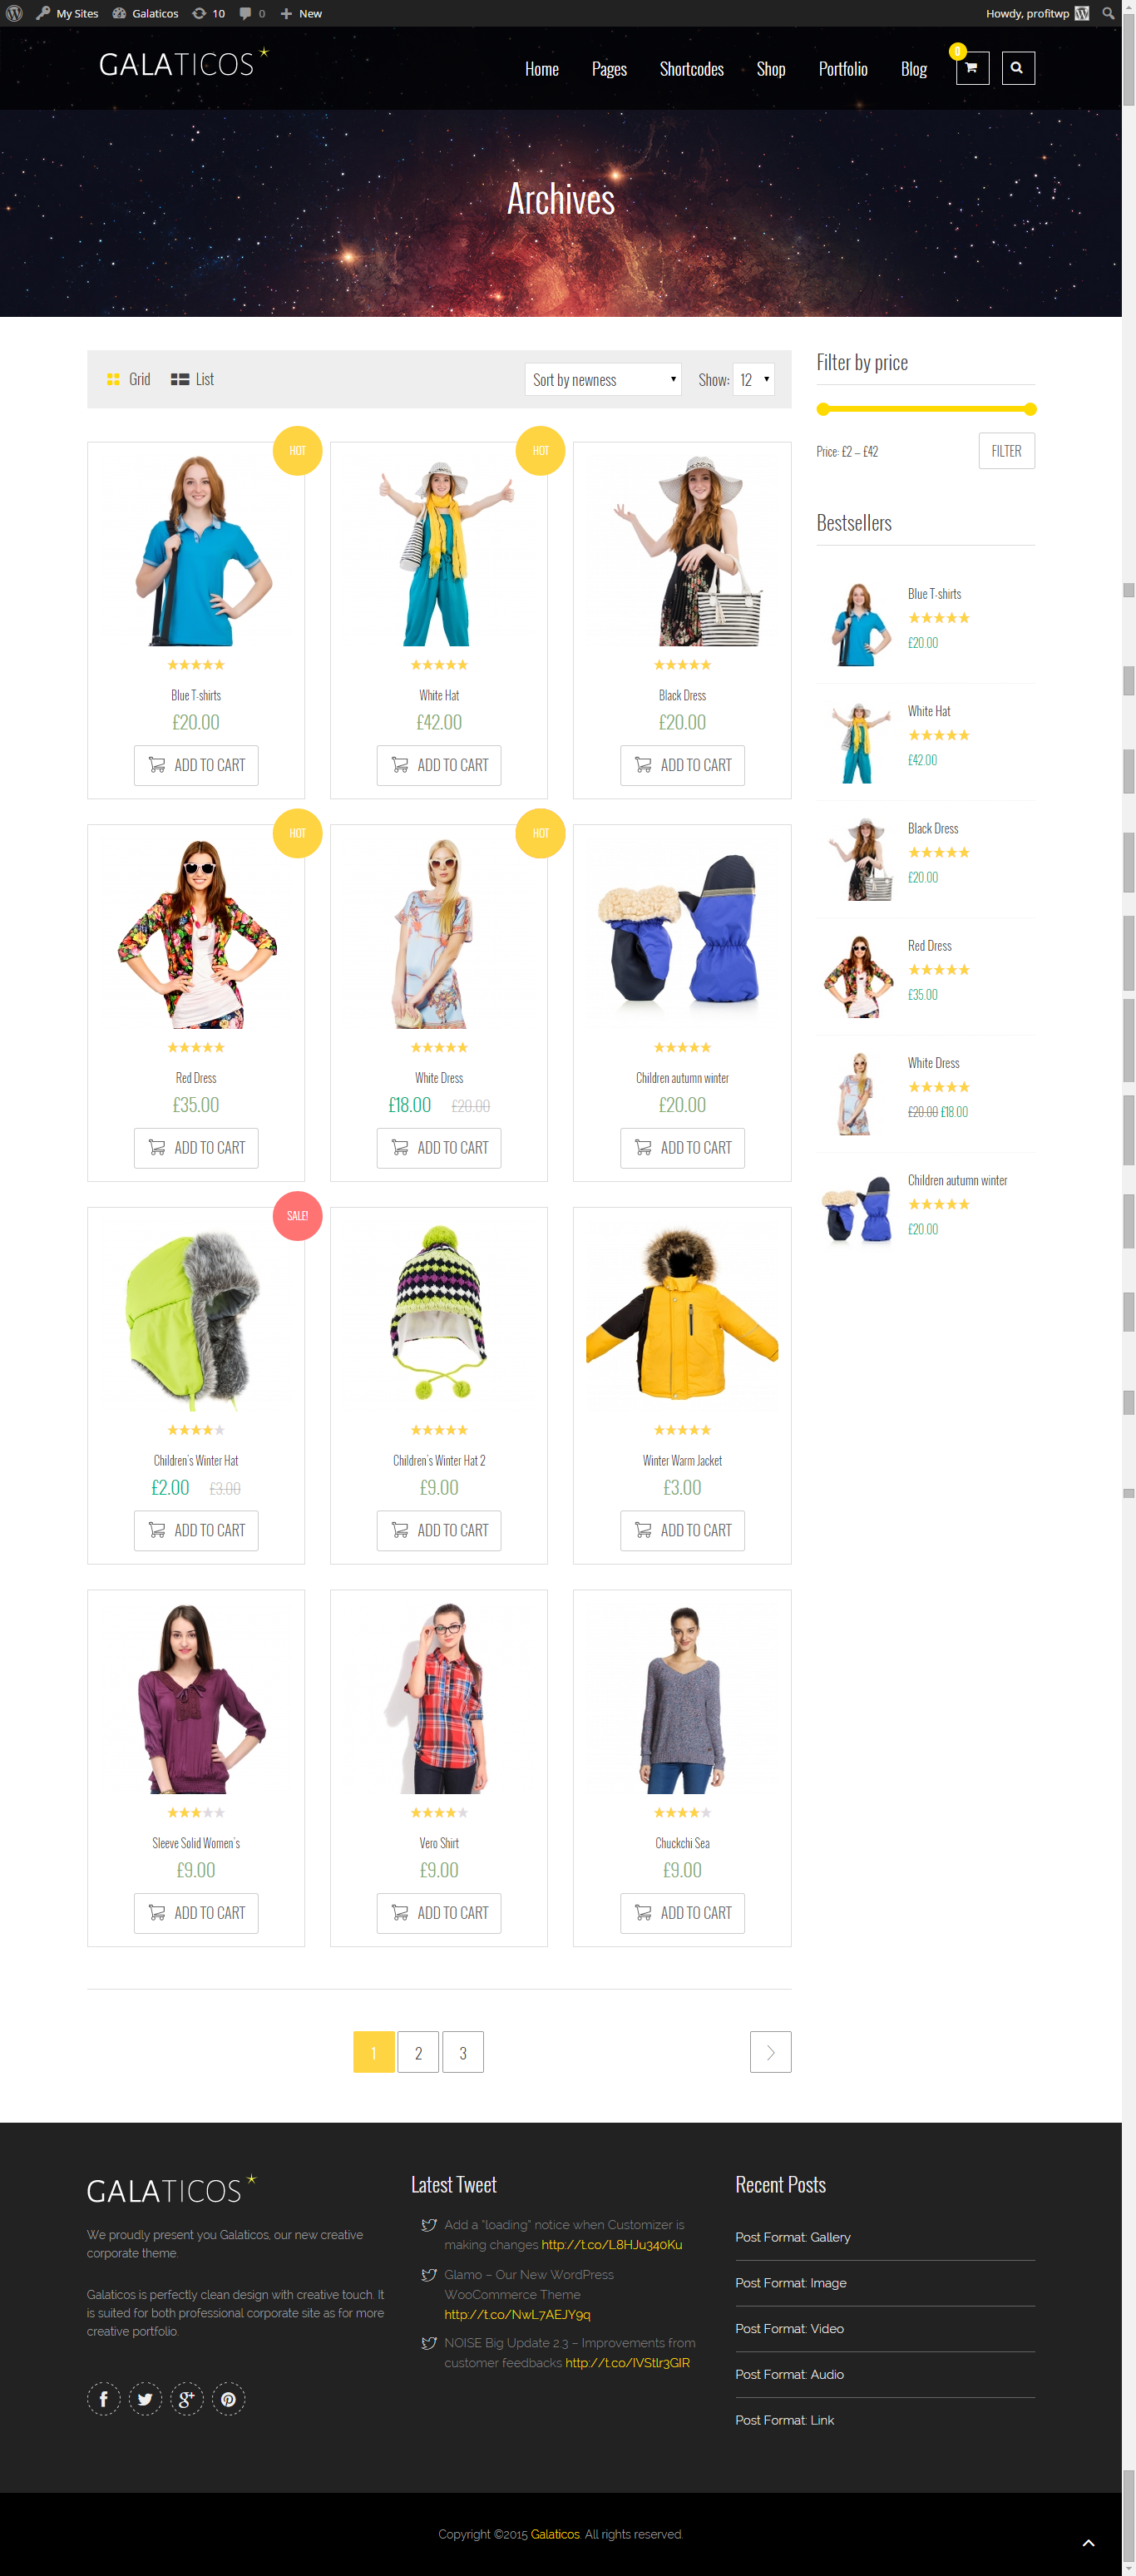 My Sites Galaticos 10 0 New Howdy, profitwp
GALATICOS
Home Pages Shortcodes Shop Portfolio Blog 0
Archives
Grid List Sort by newness Show: 12
Filter by price
Price: £2 – £42 FILTER
HOT HOT
Blue T-shirts White Hat Black Dress
£20.00 £42.00 £20.00
ADD TO CART ADD TO CART ADD TO CART
HOT HOT
Red Dress White Dress Children autumn winter
£35.00 £18.00 £20.00 £20.00
ADD TO CART ADD TO CART ADD TO CART
SALE!
Children's Winter Hat Children's Winter Hat 2 Winter Warm Jacket
£2.00 £3.00 £9.00 £3.00
ADD TO CART ADD TO CART ADD TO CART
Sleeve Solid Women's Vero Shirt Chuckchi Sea
£9.00 £9.00 £9.00
ADD TO CART ADD TO CART ADD TO CART
1 2 3
Bestsellers
Blue T-shirts
£20.00
White Hat
£42.00
Black Dress
£20.00
Red Dress
£35.00
White Dress
£20.00 £18.00
Children autumn winter
£20.00
GALATICOS
We proudly present you Galaticos, our new creative
corporate theme.
Galaticos is perfectly clean design with creative touch. It
is suited for both professional corporate site as for more
creative portfolio.
Latest Tweet
Add a "loading" notice when Customizer is
making changes http://t.co/L8HJu340Ku
Glamo – Our New WordPress
WooCommerce Theme
http://t.co/NwL7AEJY9q
NOISE Big Update 2.3 – Improvements from
customer feedbacks http://t.co/IVStlr3GIR
Recent Posts
Post Format: Gallery
Post Format: Image
Post Format: Video
Post Format: Audio
Post Format: Link
Copyright ©2015 Galaticos. All rights reserved.